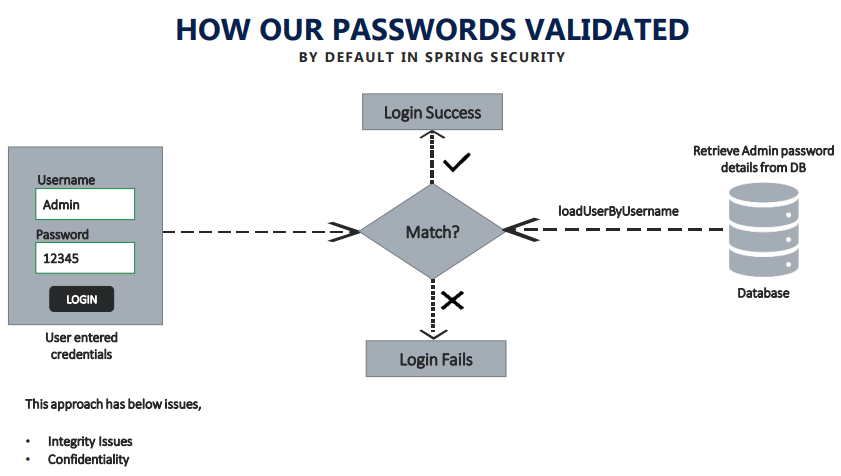 HOW OUR PASSWORDS VALIDATED
BY DEFAULT IN SPRING SECURITY
Login Success
Username
Admin
Password
12345
LOGIN
User entered
credentials
Match?
loadUserByUsername
Retrieve Admin password
details from DB
Database
Login Fails
This approach has below issues,
• Integrity Issues
• Confidentiality